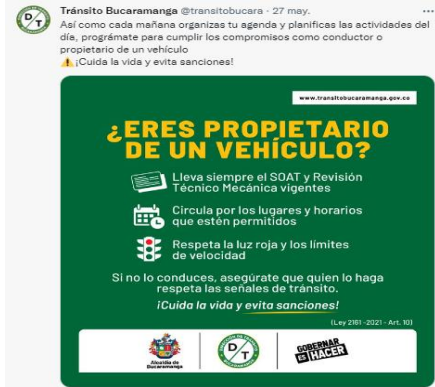 Tránsito Bucaramanga @transitobucara · 27 may.
Así como cada mañana organizas tu agenda y planificas las actividades del
día, prográmate para cumplir los compromisos como conductor o
propietario de un vehículo
⚠¡Cuida la vida y evita sanciones!
www.transitobucaramanga.gov.co
¿ERES PROPIETARIO
DE UN VEHÍCULO?
Lleva siempre el SOAT y Revisión
Técnico Mecánica vigentes
Circula por los lugares y horarios
que estén permitidos
Respeta la luz roja y los límites
de velocidad
Si no lo conduces, asegúrate que quien lo haga
respeta las señales de tránsito.
¡Cuida la vida y evita sanciones!
(Ley 2161 -2021 - Art. 10)
Alcaldía de
Bucaramanga
D T
GOBERNAR
ES HACER